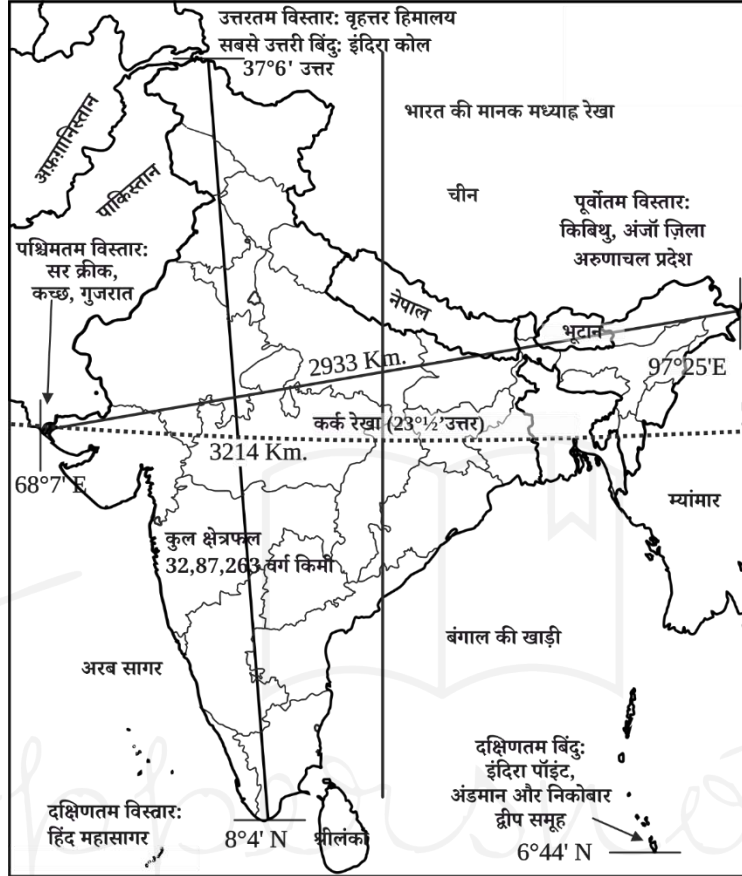 उत्तरतम विस्तार: वृहत्तर हिमालय
सबसे उत्तरी बिंदु: इंदिरा कोल
37°6' उत्तर
भारत की मानक मध्याह्न रेखा
अफ़ग़ानिस्तान
पाकिस्तान
चीन
पूर्वोतम विस्तार:
किबिथु, अंजॉ ज़िला
अरुणाचल प्रदेश
पश्चिमतम विस्तार:
सर क्रीक,
कच्छ, गुजरात
नेपाल
भूटान
2933 Km.
97°25'E
कर्क रेखा (23°½'उत्तर)
3214 Km.
68°7' E
म्यांमार
कुल क्षेत्रफल
32,87,263 वर्ग किमी
बंगाल की खाड़ी
अरब सागर
दक्षिणतम बिंदु:
इंदिरा पॉइंट,
अंडमान और निकोबार
द्वीप समूह
दक्षिणतम विस्तार:
हिंद महासागर
8°4' N
श्रीलंका
6°44' N